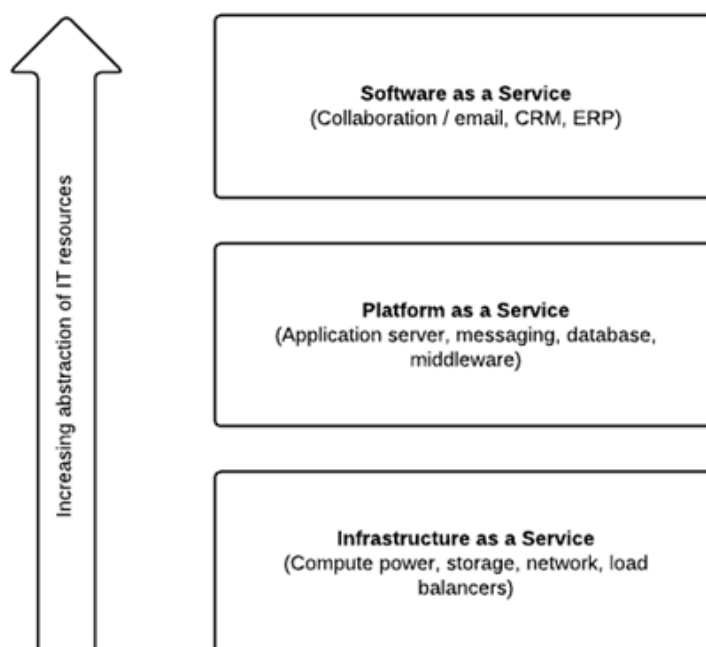 Software as a Service
(Collaboration / email, CRM, ERP)
Increasing abstraction of IT resources
Platform as a Service
(Application server, messaging, database,
middleware)
Infrastructure as a Service
(Compute power, storage, network, load
balancers)